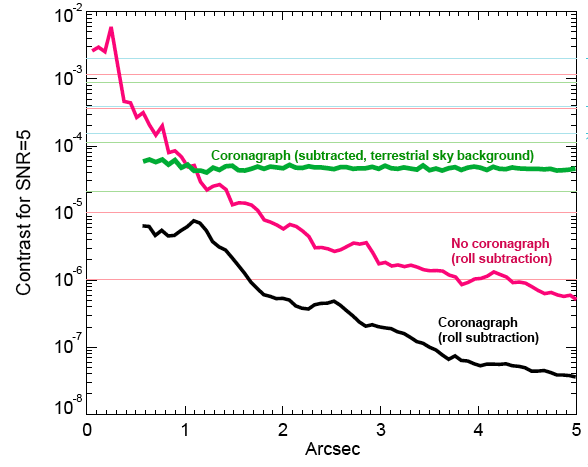 10^-2
10^-3
10^-4
10^-5
10^-6
10^-7
10^-8
Contrast for SNR=5
Coronagraph (subtracted, terrestrial sky background)
No coronagraph
(roll subtraction)
Coronagraph
(roll subtraction)
0 1 2 3 4 5
Arcsec